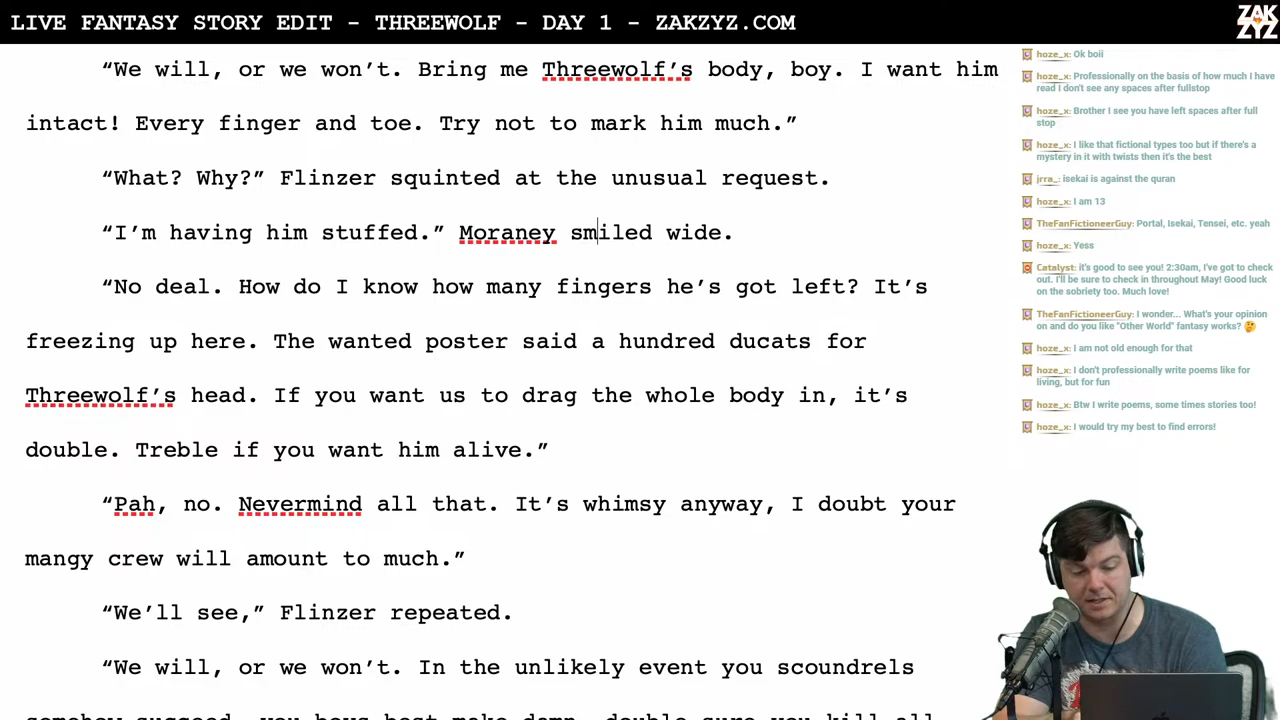 LIVE FANTASY STORY EDIT - THREEWOLF - DAY 1 - ZAKZYZ.COM
ZAK
ZYZ
“We will, or we won’t. Bring me Threewolf’s body, boy. I want him
intact! Every finger and toe. Try not to mark him much.”
“What? Why?” Flinzer squinted at the unusual request.
“I’m having him stuffed.” Moraney smiled wide.
“No deal. How do I know how many fingers he’s got left? It’s
freezing up here. The wanted poster said a hundred ducats for
Threewolf’s head. If you want us to drag the whole body in, it’s
double. Treble if you want him alive.”
“Pah, no. Nevermind all that. It’s whimsy anyway, I doubt your
mangy crew will amount to much.”
“We’ll see,” Flinzer repeated.
“We will, or we won’t. In the unlikely event you scoundrels
somehow succeed, you boys best make damn, double sure you kill all
hoze_x: Ok boii
hoze_x: Professionally on the basis of how much I have
read I don't see any spaces after fullstop
hoze_x: Brother I see you have left spaces after full
stop
hoze_x: I like that fictional types too but if there's a
mystery in it with twists then it's the best
jrra_: isekai is against the quran
hoze_x: I am 13
TheFanFictioneerGuy: Portal, Isekai, Tensei, etc. yeah
hoze_x: Yess
Catalyst: it's good to see you! 2:30am, I've got to check
out. I'll be sure to check in throughout May! Good luck
on the sobriety too. Much love!
TheFanFictioneerGuy: I wonder... What's your opinion
on and do you like "Other World" fantasy works? 🤔
hoze_x: I am not old enough for that
hoze_x: I don't professionally write poems like for
living, but for fun
hoze_x: Btw I write poems, some times stories too!
hoze_x: I would try my best to find errors!